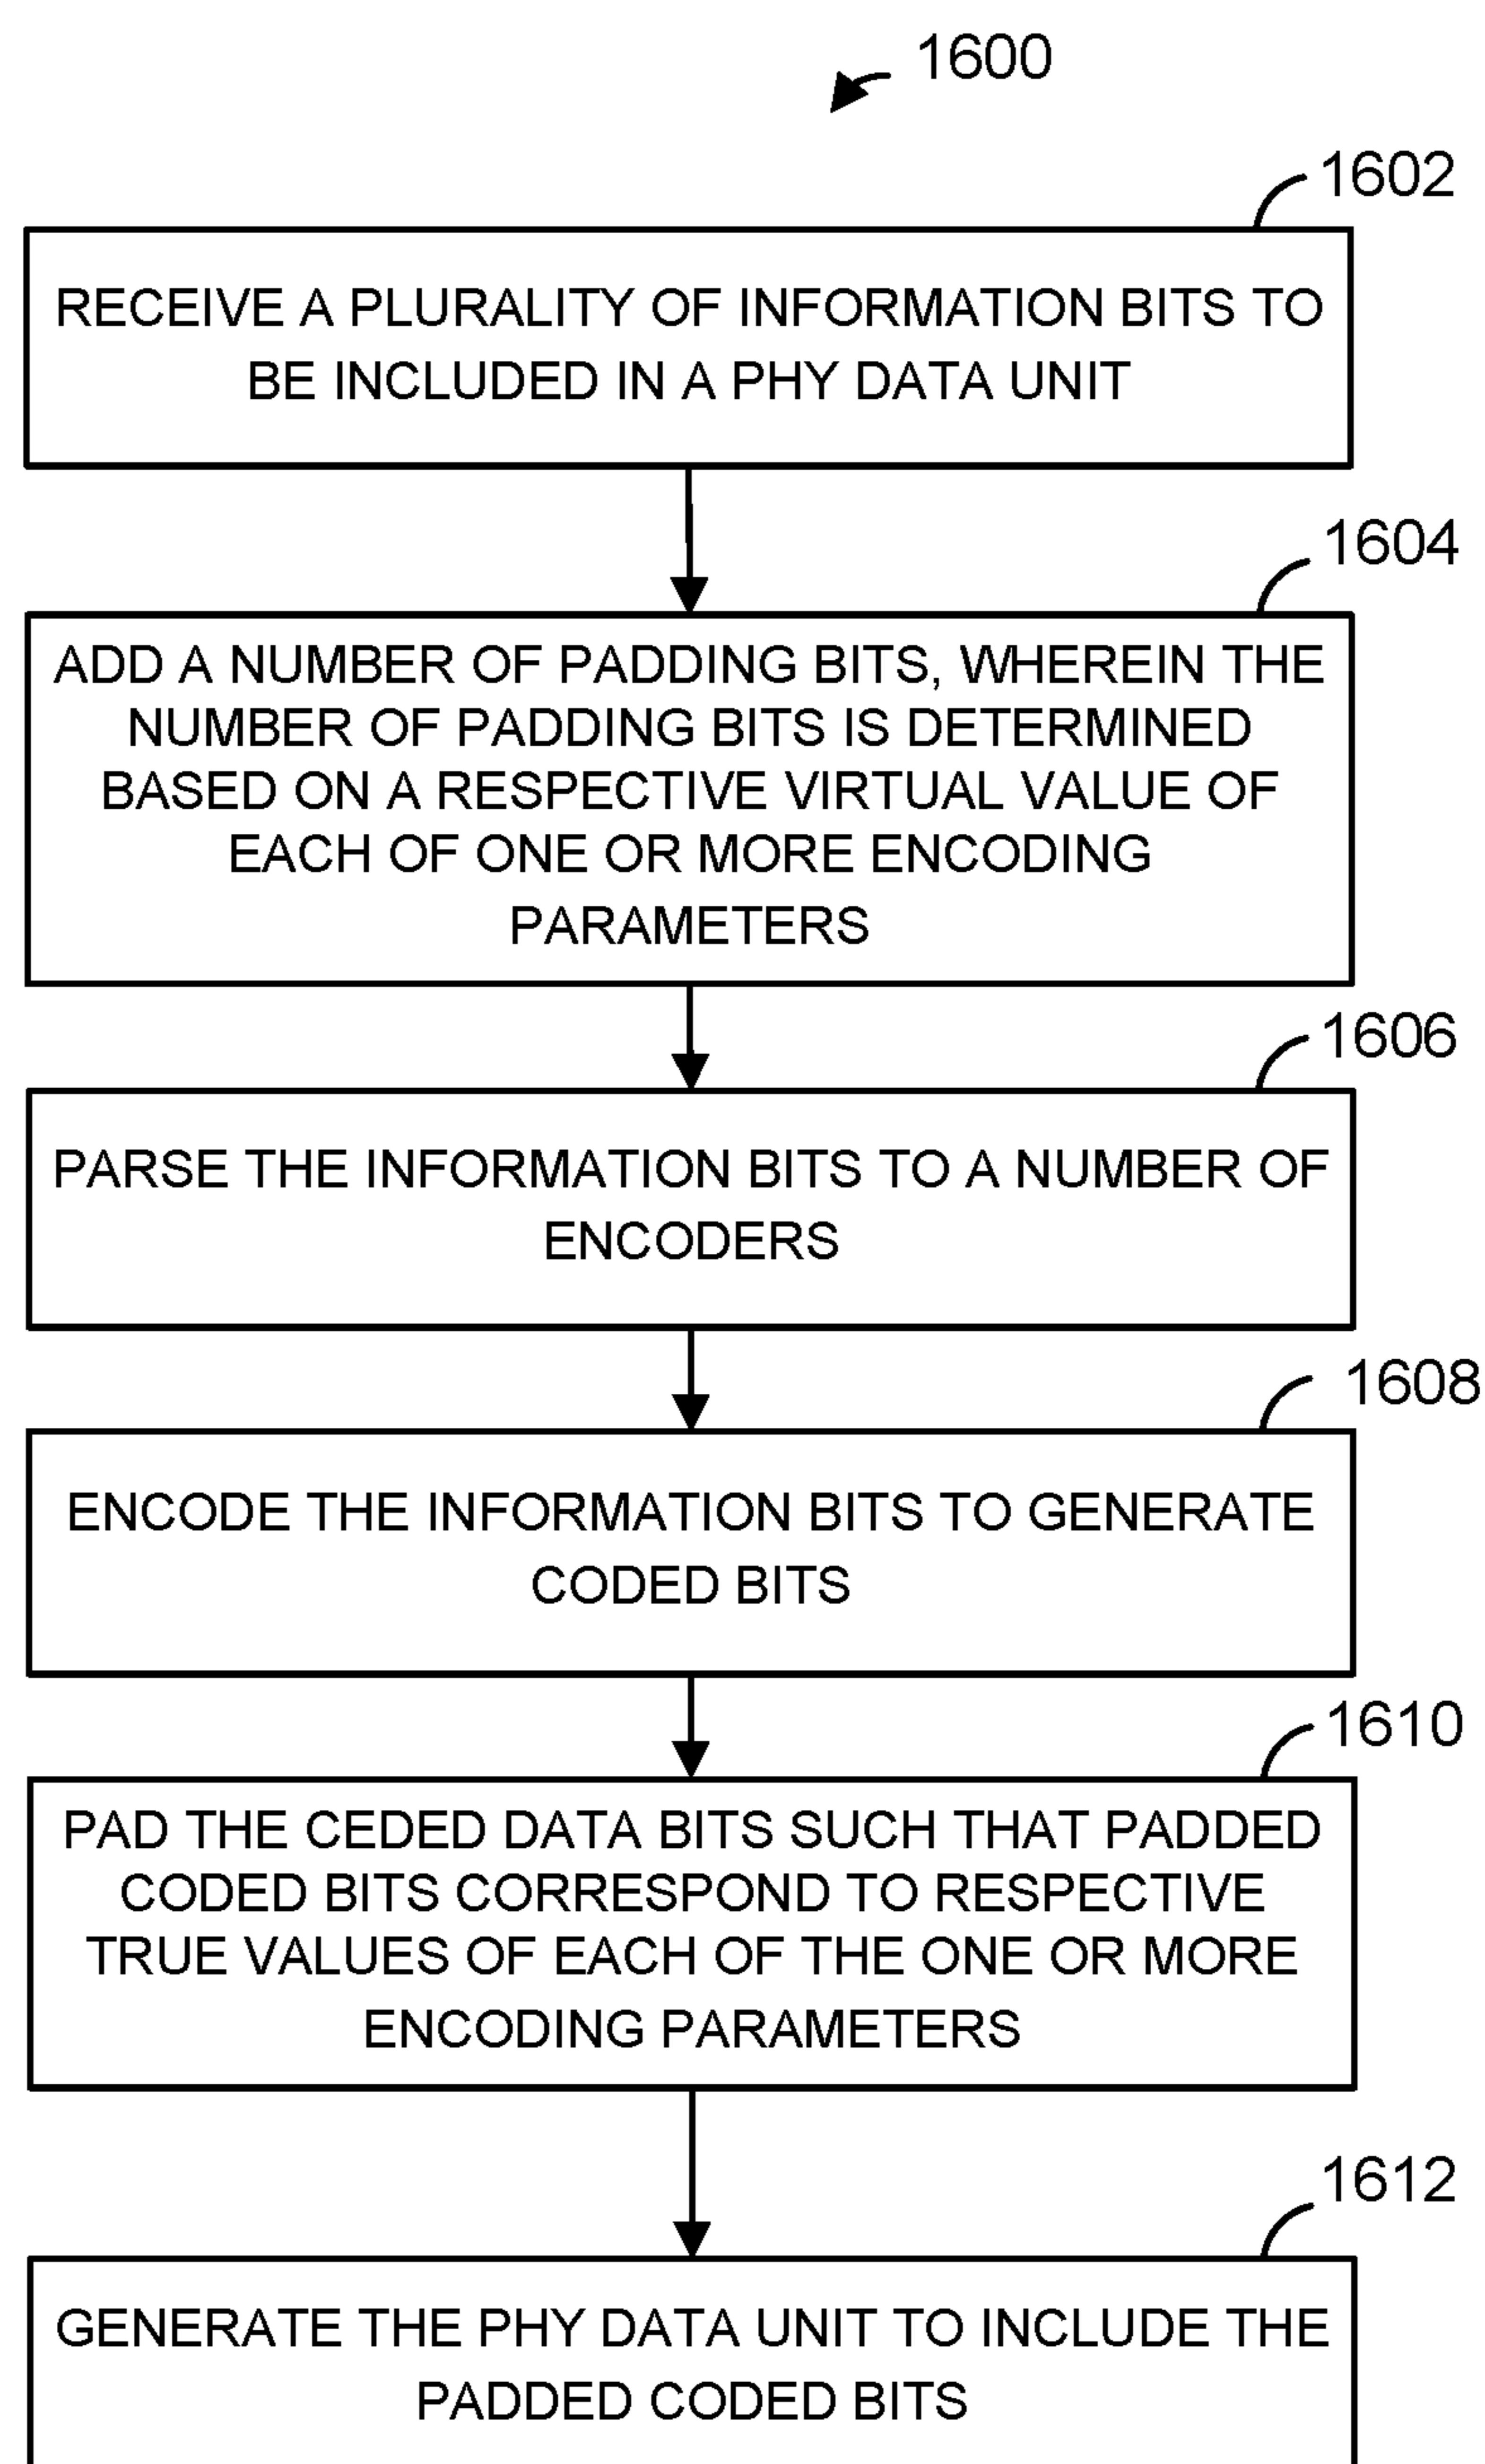 1600
1602
RECEIVE A PLURALITY OF INFORMATION BITS TO
BE INCLUDED IN A PHY DATA UNIT
1604
ADD A NUMBER OF PADDING BITS, WHEREIN THE
NUMBER OF PADDING BITS IS DETERMINED
BASED ON A RESPECTIVE VIRTUAL VALUE OF
EACH OF ONE OR MORE ENCODING
PARAMETERS
1606
PARSE THE INFORMATION BITS TO A NUMBER OF
ENCODERS
1608
ENCODE THE INFORMATION BITS TO GENERATE
CODED BITS
1610
PAD THE CEDED DATA BITS SUCH THAT PADDED
CODED BITS CORRESPOND TO RESPECTIVE
TRUE VALUES OF EACH OF THE ONE OR MORE
ENCODING PARAMETERS
1612
GENERATE THE PHY DATA UNIT TO INCLUDE THE
PADDED CODED BITS